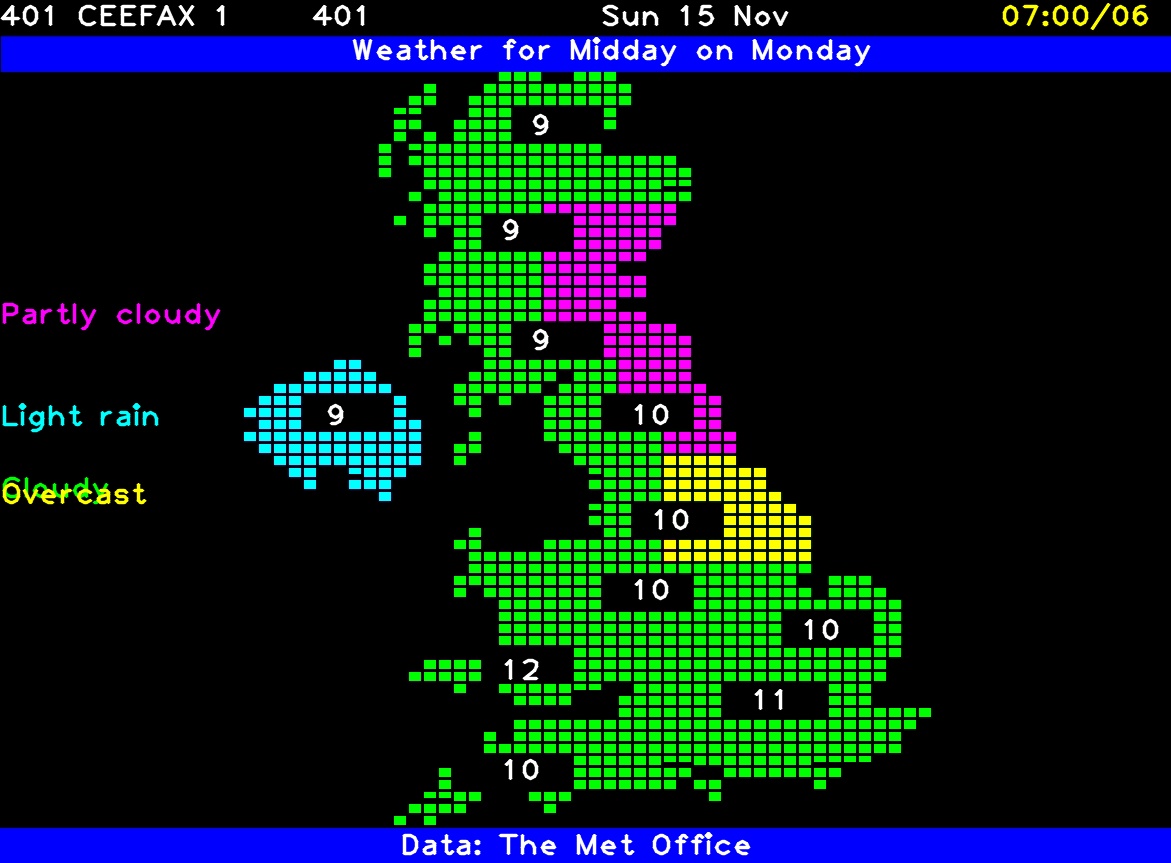 401 CEEFAX 1 401 Sun 15 Nov 07:00/06
Weather for Midday on Monday
9
9
Partly cloudy
9
Light rain
9
10
Cloudy
Overcast
10
10
10
12
11
10
Data: The Met Office